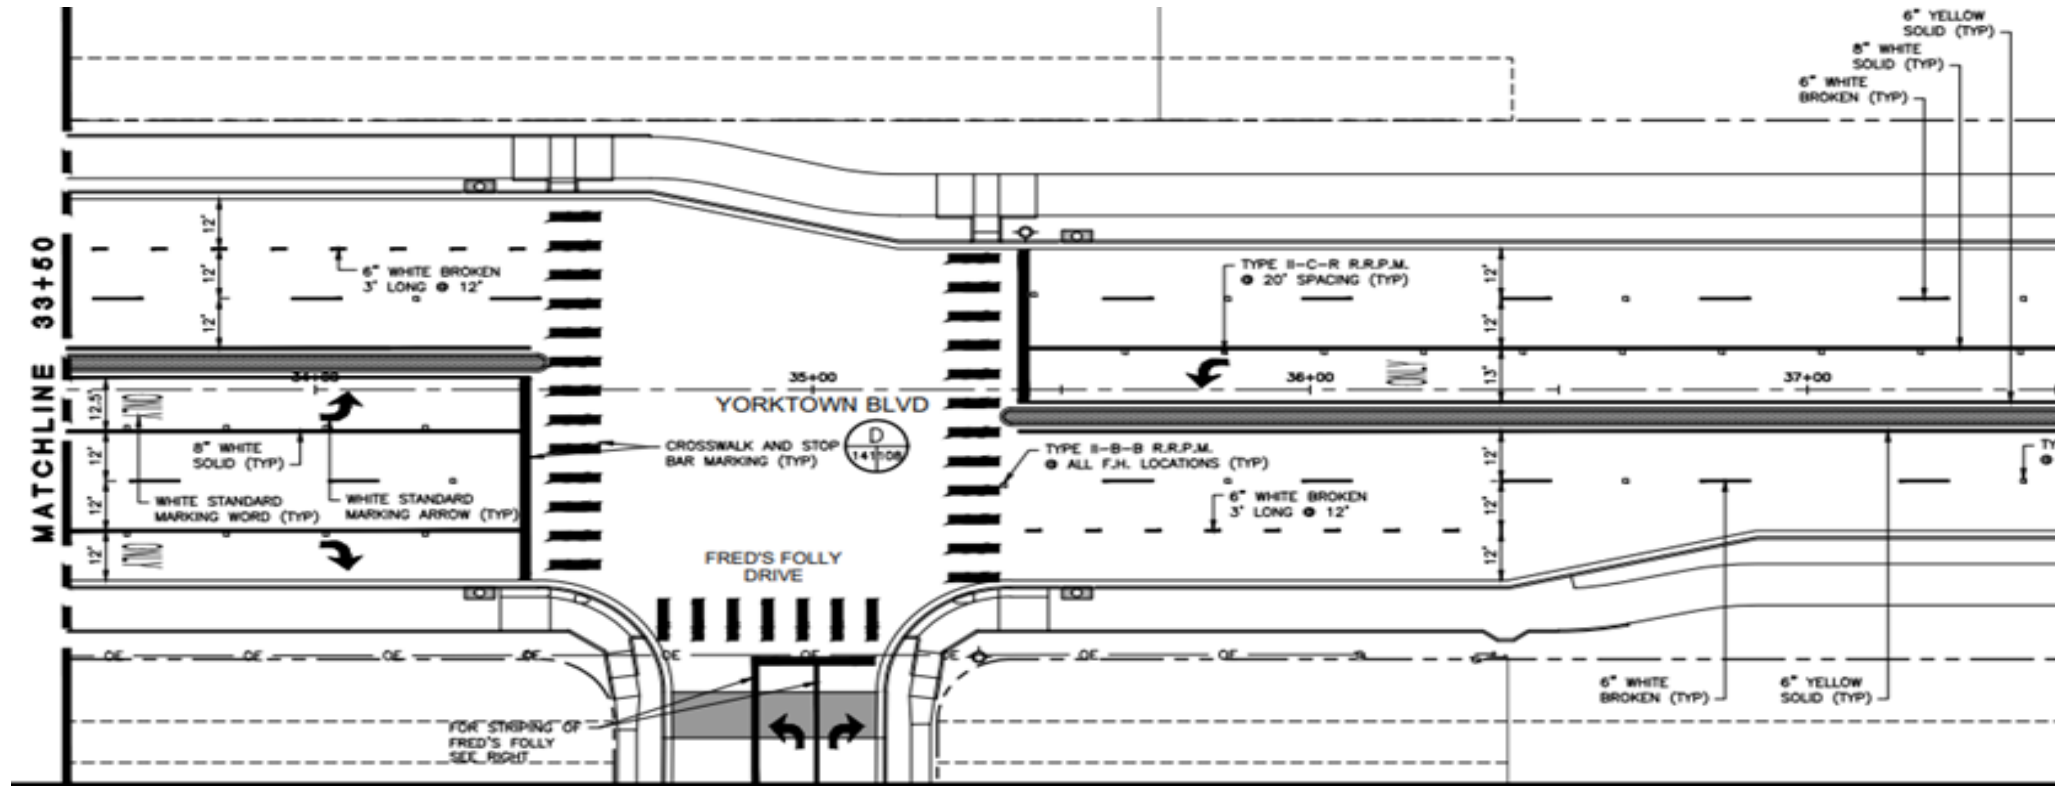 6" YELLOW
SOLID (TYP)
8" WHITE
SOLID (TYP)
6" WHITE
BROKEN (TYP)
MATCHLINE 33+50
12'
12'
12'
6" WHITE BROKEN
3' LONG @ 12"
TYPE II-C-R R.R.P.M.
@ 20' SPACING (TYP)
12'
12'
13'
34+00
35+00
36+00
37+00
ONLY
ONLY
12.5'
12'
12'
12'
YORKTOWN BLVD
D
141108
8" WHITE
SOLID (TYP)
CROSSWALK AND STOP
BAR MARKING (TYP)
TYPE II-B-B R.R.P.M.
@ ALL F.H. LOCATIONS (TYP)
TY
@
12'
12'
12'
WHITE STANDARD
MARKING WORD (TYP)
WHITE STANDARD
MARKING ARROW (TYP)
6" WHITE BROKEN
3' LONG @ 12"
ONLY
FRED'S FOLLY
DRIVE
OE OE OE OE OE OE OE OE OE
6" WHITE
BROKEN (TYP)
6" YELLOW
SOLID (TYP)
FOR STRIPING OF
FRED'S FOLLY
SEE RIGHT